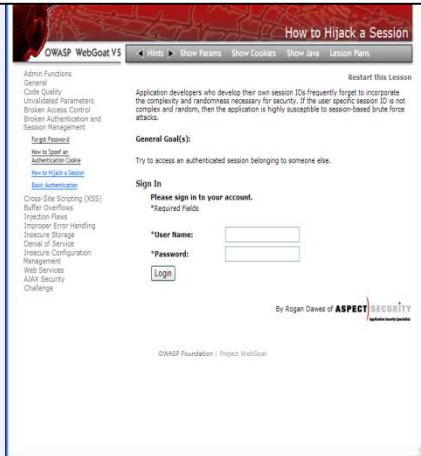 How to Hijack a Session
OWASP WebGoat V5
Hints Show Params Show Cookies Show Java Lesson Plans
Admin Functions
General
Code Quality
Unvalidated Parameters
Broken Access Control
Broken Authentication and
Session Management
Forgot Password
How to Spoof an
Authentication Cookie
How to Hijack a Session
Basic Authentication
Cross-Site Scripting (XSS)
Buffer Overflows
Injection Flaws
Improper Error Handling
Insecure Storage
Denial of Service
Insecure Configuration
Management
Web Services
AJAX Security
Challenge
Restart this Lesson
Application developers who develop their own session IDs frequently forget to incorporate
the complexity and randomness necessary for security. If the user specific session ID is not
complex and random, then the application is highly susceptible to session-based brute force
attacks.
General Goal(s):
Try to access an authenticated session belonging to someone else.
Sign In
Please sign in to your account.
*Required Fields
*User Name:
*Password:
Login
By Rogan Dawes of ASPECT SECURITY
Application Security Specialists
OWASP Foundation | Project WebGoat